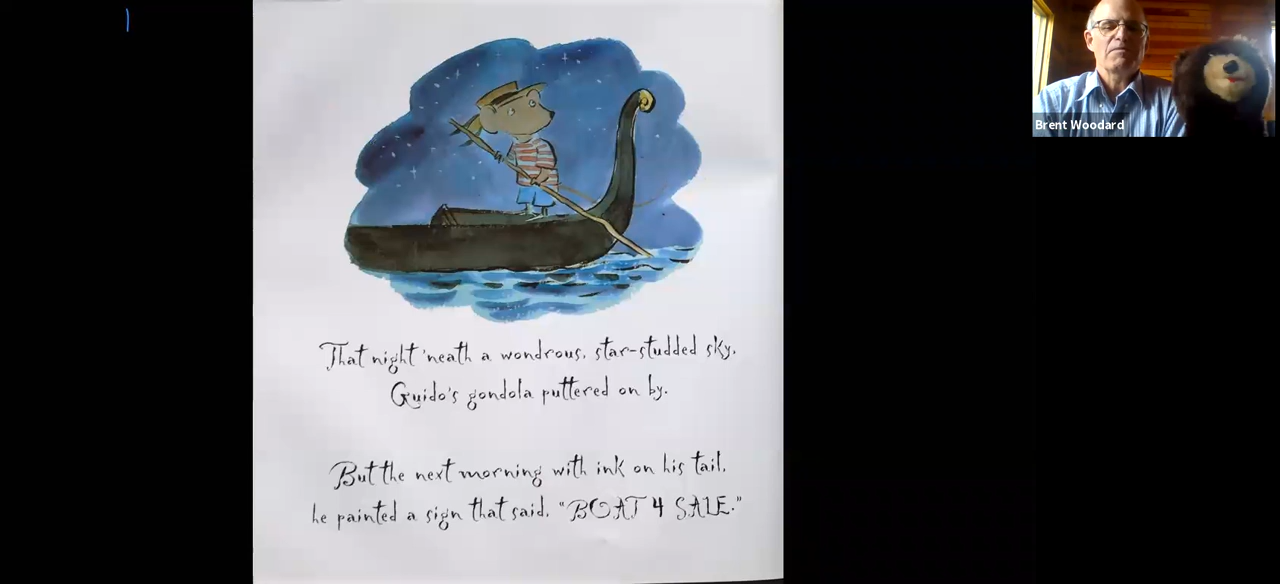 Brent Woodard
That night 'neath a wondrous, star-studded sky,
Guido's gondola puttered on by.
But the next morning with ink on his tail,
he painted a sign that said, "BOAT 4 SALE."